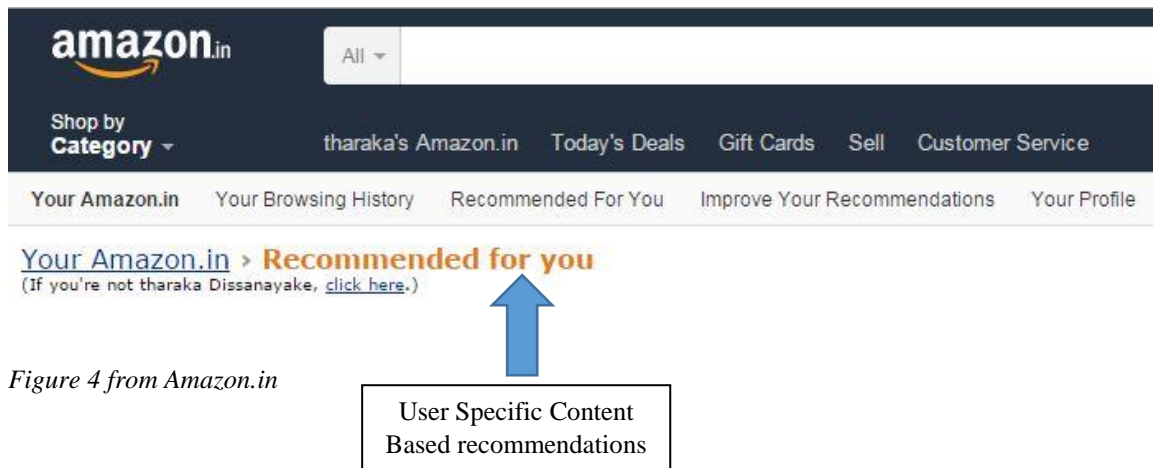 amazon.in
All
Shop by
Category
tharaka's Amazon.in Today's Deals Gift Cards Sell Customer Service
Your Amazon.in Your Browsing History Recommended For You Improve Your Recommendations Your Profile
Your Amazon.in › Recommended for you
(If you're not tharaka Dissanayake, click here.)
Figure 4 from Amazon.in
User Specific Content
Based recommendations